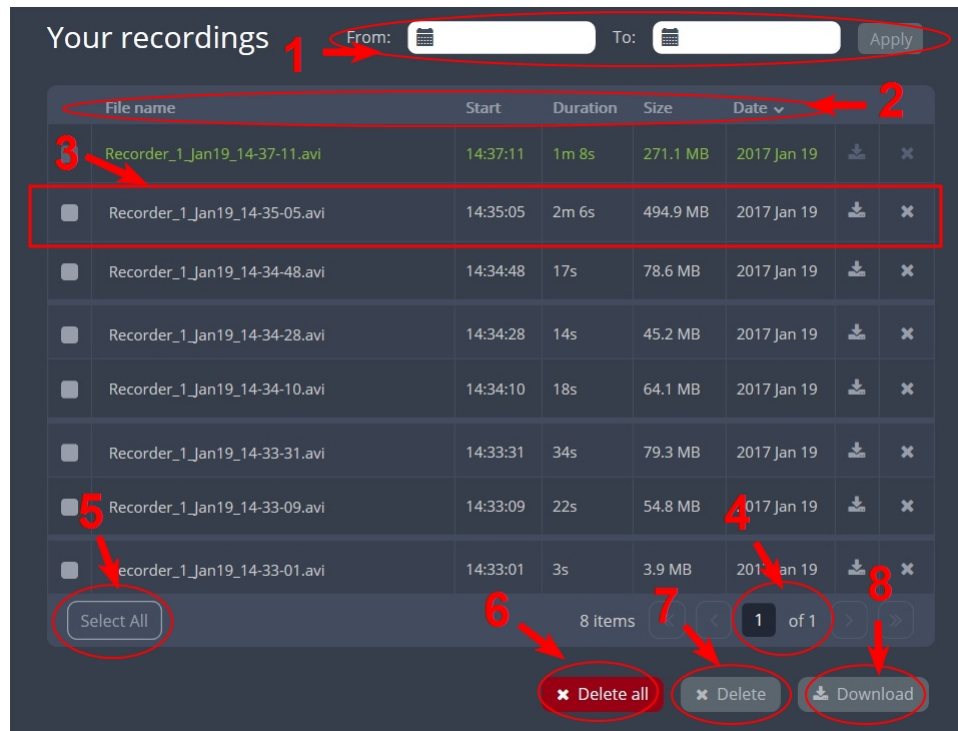 Your recordings From: To: Apply
1
File name Start Duration Size Date
2
3
Recorder_1_Jan19_14-37-11.avi 14:37:11 1m 8s 271.1 MB 2017 Jan 19
Recorder_1_Jan19_14-35-05.avi 14:35:05 2m 6s 494.9 MB 2017 Jan 19
Recorder_1_Jan19_14-34-48.avi 14:34:48 17s 78.6 MB 2017 Jan 19
Recorder_1_Jan19_14-34-28.avi 14:34:28 14s 45.2 MB 2017 Jan 19
Recorder_1_Jan19_14-34-10.avi 14:34:10 18s 64.1 MB 2017 Jan 19
Recorder_1_Jan19_14-33-31.avi 14:33:31 34s 79.3 MB 2017 Jan 19
5
4
Recorder_1_Jan19_14-33-09.avi 14:33:09 22s 54.8 MB 2017 Jan 19
Recorder_1_Jan19_14-33-01.avi 14:33:01 3s 3.9 MB 2017 Jan 19
8
6
7
Select All 8 items 1 of 1
Delete all Delete Download